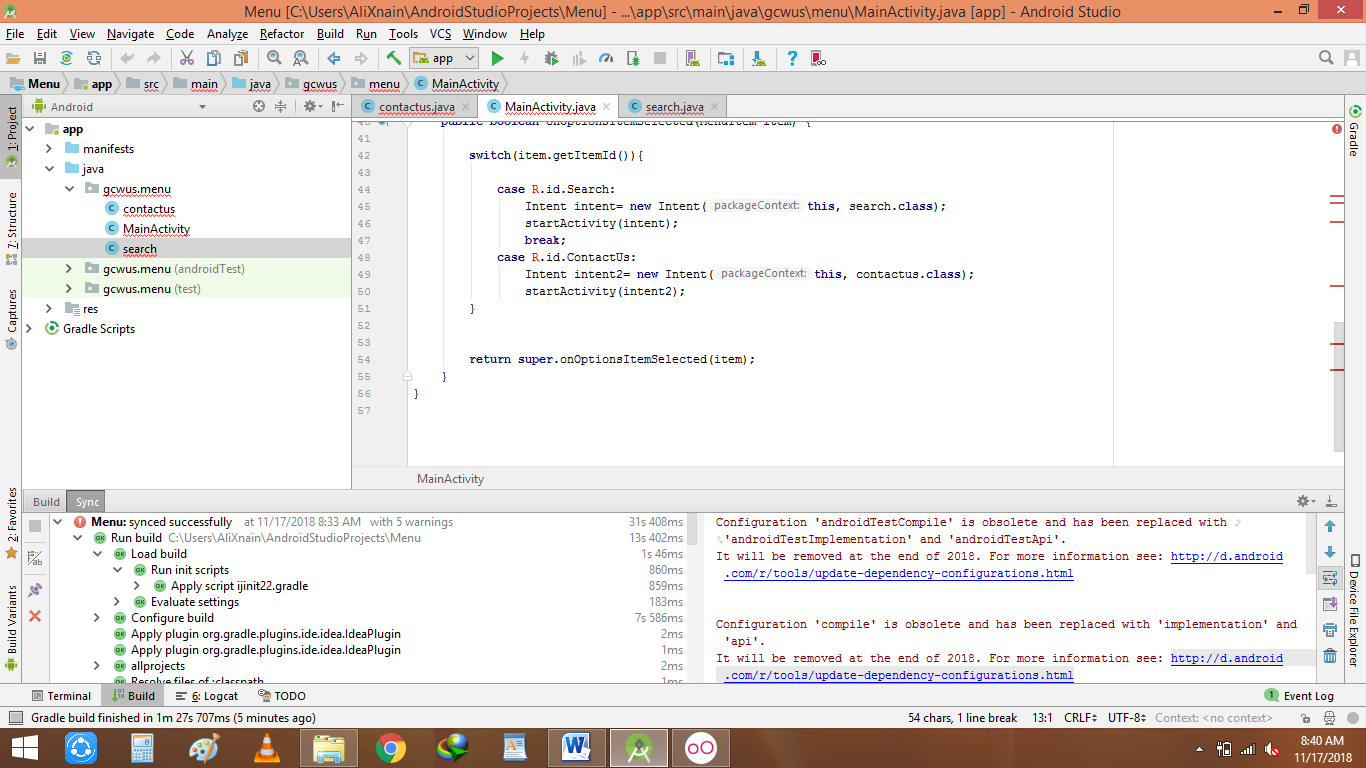 Menu [C:\Users\AliXnain\AndroidStudioProjects\Menu] - ...\app\src\main\java\gcwus\menu\MainActivity.java [app] - Android Studio
File Edit View Navigate Code Analyze Refactor Build Run Tools VCS Window Help
app
Menu app src main java gcwus menu MainActivity
Android
contactus.java MainActivity.java search.java
1: Project
7: Structure
Captures
2: Favorites
Build Variants
app
manifests
java
gcwus.menu
contactus
MainActivity
search
gcwus.menu (androidTest)
gcwus.menu (test)
res
Gradle Scripts
40 public boolean onOptionsItemSelected(MenuItem item) {
41
42 switch(item.getItemId()){
43
44 case R.id.Search:
45 Intent intent= new Intent( packageContext: this, search.class);
46 startActivity(intent);
47 break;
48 case R.id.ContactUs:
49 Intent intent2= new Intent( packageContext: this, contactus.class);
50 startActivity(intent2);
51 }
52
53
54 return super.onOptionsItemSelected(item);
55 }
56 }
57
MainActivity
Gradle
Device File Explorer
Build Sync
Menu: synced successfully at 11/17/2018 8:33 AM with 5 warnings 31s 408ms
Run build C:\Users\AliXnain\AndroidStudioProjects\Menu 13s 402ms
Load build 1s 46ms
Run init scripts 860ms
Apply script ijinit22.gradle 859ms
Evaluate settings 183ms
Configure build 7s 586ms
Apply plugin org.gradle.plugins.ide.idea.IdeaPlugin 2ms
Apply plugin org.gradle.plugins.ide.idea.IdeaPlugin 1ms
allprojects 2ms
Resolve files of :classpath 1ms
Configuration 'androidTestCompile' is obsolete and has been replaced with
'androidTestImplementation' and 'androidTestApi'.
It will be removed at the end of 2018. For more information see: http://d.android
.com/r/tools/update-dependency-configurations.html
Configuration 'compile' is obsolete and has been replaced with 'implementation' and
'api'.
It will be removed at the end of 2018. For more information see: http://d.android
.com/r/tools/update-dependency-configurations.html
Terminal Build 6: Logcat TODO 1 Event Log
Gradle build finished in 1m 27s 707ms (5 minutes ago) 54 chars, 1 line break 13:1 CRLF UTF-8 Context: <no context>
8:40 AM
11/17/2018